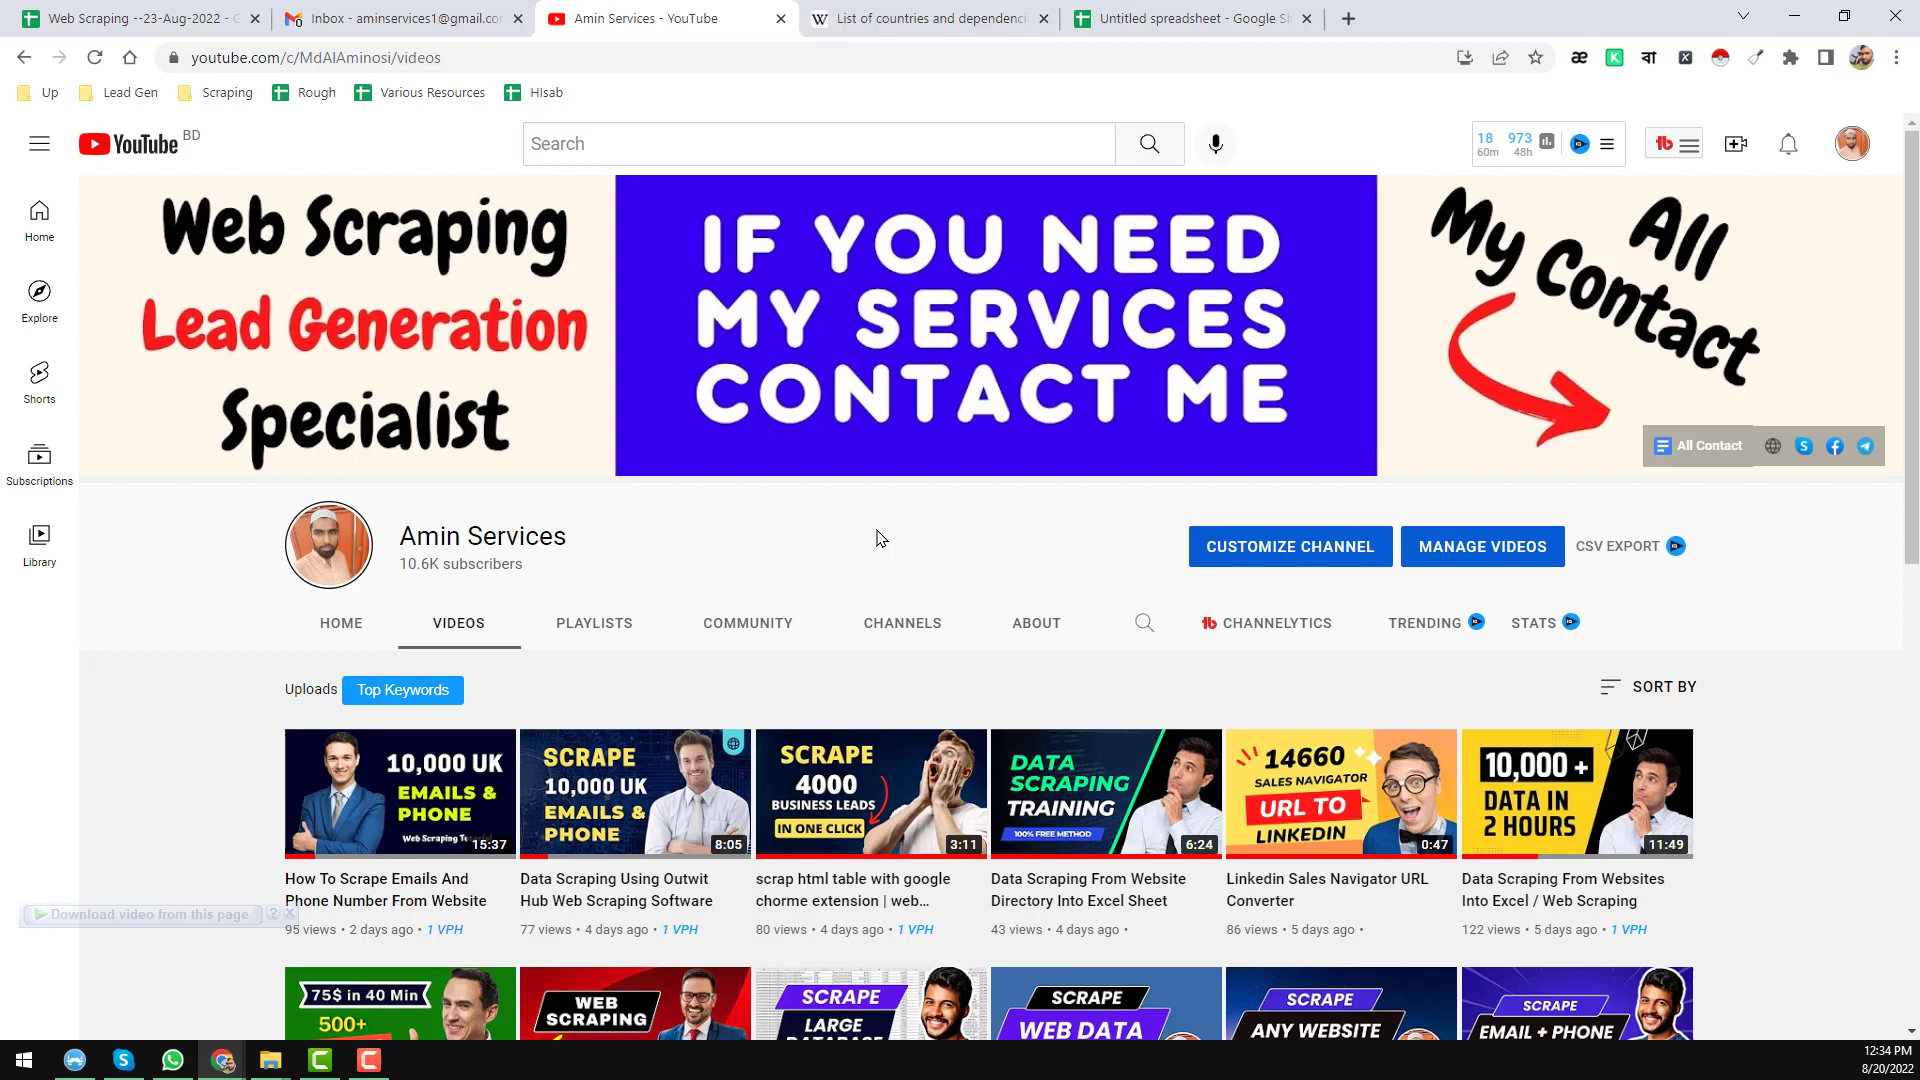 Web Scraping --23-Aug-2022 - G
Inbox - aminservices1@gmail.co
Amin Services - YouTube
List of countries and dependenci
Untitled spreadsheet - Google Sh
youtube.com/c/MdAlAminosi/videos
Up
Lead Gen
Scraping
Rough
Various Resources
HIsab
YouTube BD
Search
18 973
60m 48h
Home
Explore
Shorts
Subscriptions
Library
Web Scraping
Lead Generation
Specialist
IF YOU NEED
MY SERVICES
CONTACT ME
All
My Contact
All Contact
Amin Services
10.6K subscribers
CUSTOMIZE CHANNEL
MANAGE VIDEOS
CSV EXPORT
HOME
VIDEOS
PLAYLISTS
COMMUNITY
CHANNELS
ABOUT
CHANNELYTICS
TRENDING
STATS
Uploads
Top Keywords
SORT BY
10,000 UK
EMAILS &
PHONE
15:37
SCRAPE
10,000 UK
EMAILS &
PHONE
8:05
SCRAPE
4000
BUSINESS LEADS
IN ONE CLICK
3:11
DATA
SCRAPING
TRAINING
100% FREE METHOD
6:24
14660
SALES NAVIGATOR
URL TO
LINKEDIN
0:47
10,000 +
DATA IN
2 HOURS
11:49
How To Scrape Emails And
Phone Number From Website
95 views • 2 days ago • 1 VPH
Data Scraping Using Outwit
Hub Web Scraping Software
77 views • 4 days ago • 1 VPH
scrap html table with google
chorme extension | web...
80 views • 4 days ago • 1 VPH
Data Scraping From Website
Directory Into Excel Sheet
43 views • 4 days ago •
Linkedin Sales Navigator URL
Converter
86 views • 5 days ago •
Data Scraping From Websites
Into Excel / Web Scraping
122 views • 5 days ago • 1 VPH
Download video from this page
75$ in 40 Min
500+
WEB
SCRAPING
SCRAPE
LARGE
DATABASE
SCRAPE
WEB DATA
SCRAPE
ANY WEBSITE
SCRAPE
EMAIL + PHONE
12:34 PM
8/20/2022